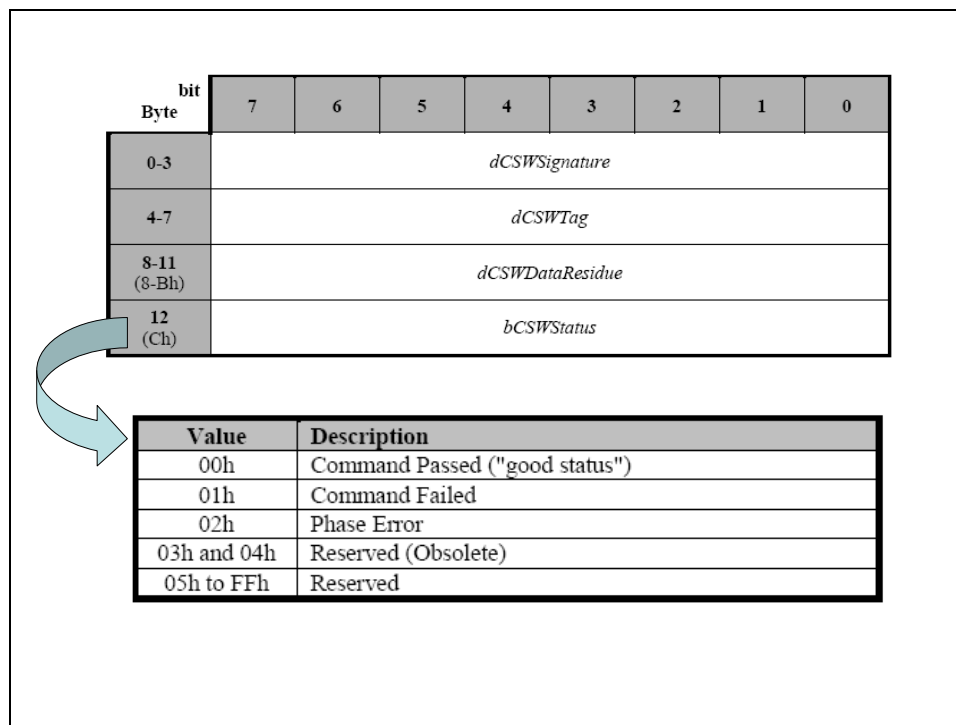 bit
Byte 7 6 5 4 3 2 1 0
0-3 dCSWSignature
4-7 dCSWTag
8-11
(8-Bh) dCSWDataResidue
12
(Ch) bCSWStatus
Value Description
00h Command Passed ("good status")
01h Command Failed
02h Phase Error
03h and 04h Reserved (Obsolete)
05h to FFh Reserved